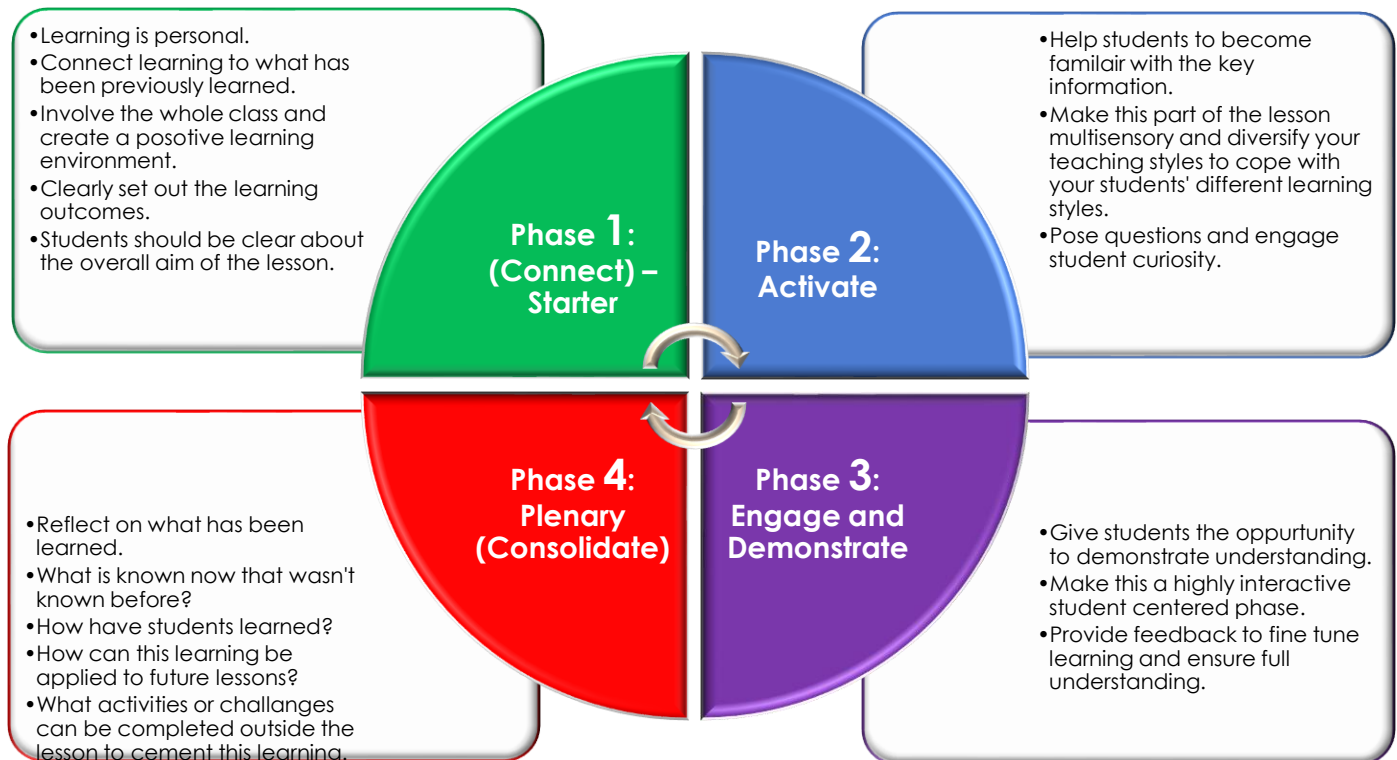 •Learning is personal.
•Connect learning to what has
been previously learned.
•Involve the whole class and
create a posotive learning
environment.
•Clearly set out the learning
outcomes.
•Students should be clear about
the overall aim of the lesson.
Phase 1:
(Connect) –
Starter
Phase 2:
Activate
•Help students to become
familair with the key
information.
•Make this part of the lesson
multisensory and diversify your
teaching styles to cope with
your students' different learning
styles.
•Pose questions and engage
student curiosity.
•Reflect on what has been
learned.
•What is known now that wasn't
known before?
•How have students learned?
•How can this learning be
applied to future lessons?
•What activities or challanges
can be completed outside the
lesson to cement this learning.
Phase 4:
Plenary
(Consolidate)
Phase 3:
Engage and
Demonstrate
•Give students the oppurtunity
to demonstrate understanding.
•Make this a highly interactive
student centered phase.
•Provide feedback to fine tune
learning and ensure full
understanding.